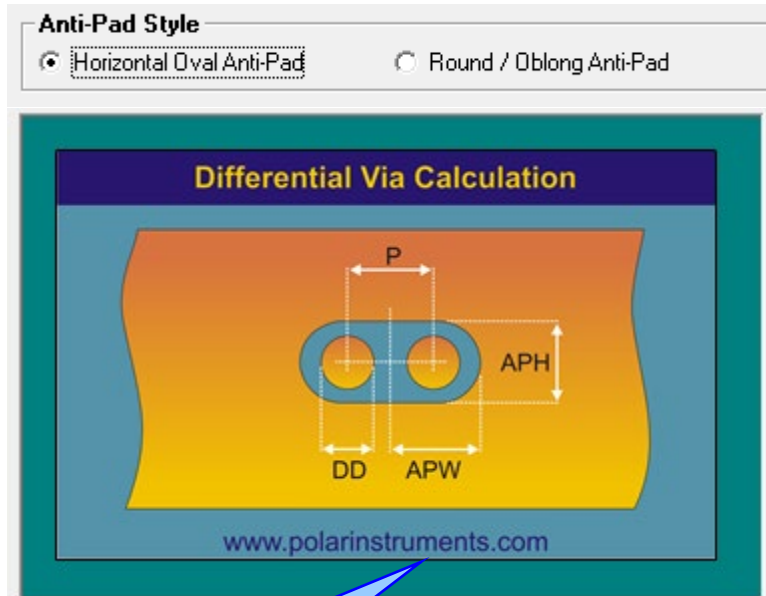 Anti-Pad Style
Horizontal Oval Anti-Pad Round / Oblong Anti-Pad
Differential Via Calculation
P
APH
DD APW
www.polarinstruments.com